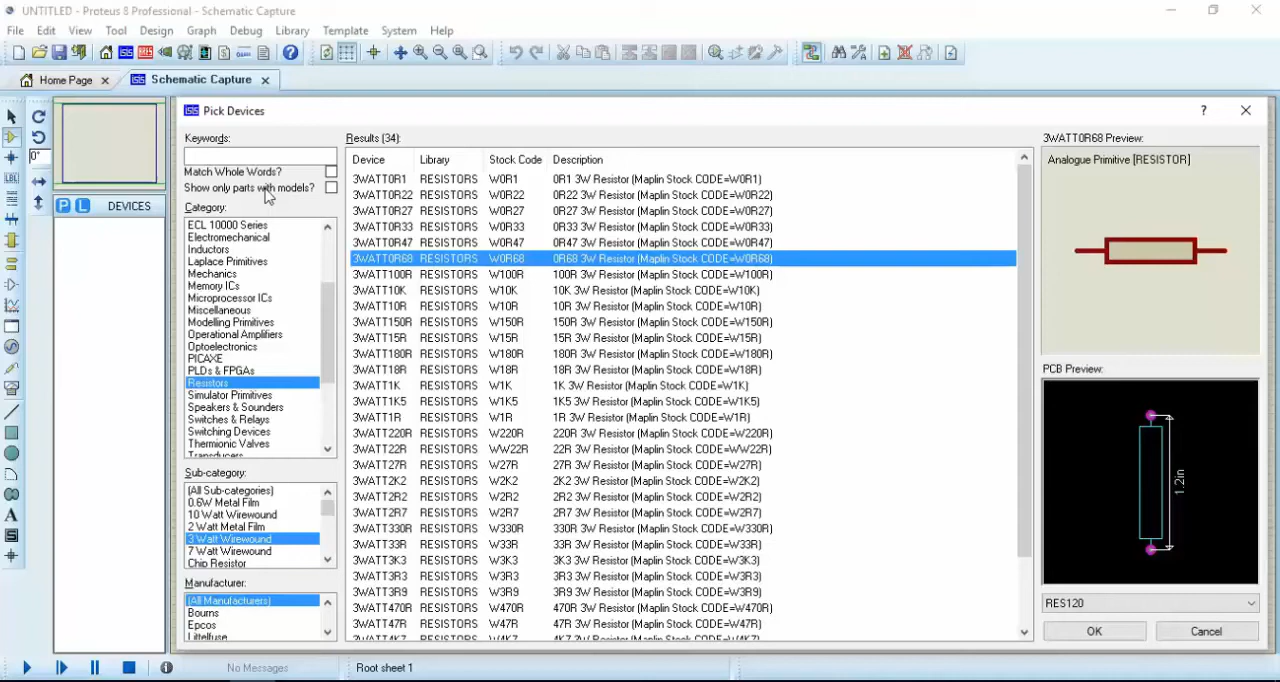 UNTITLED - Proteus 8 Professional - Schematic Capture
File Edit View Tool Design Graph Debug Library Template System Help
Home Page × Schematic Capture ×
Pick Devices ? ×
Keywords:
Match Whole Words?
Show only parts with models?
Category:
ECL 10000 Series
Electromechanical
Inductors
Laplace Primitives
Mechanics
Memory ICs
Microprocessor ICs
Miscellaneous
Modelling Primitives
Operational Amplifiers
Optoelectronics
PICAXE
PLDs & FPGAs
Resistors
Simulator Primitives
Speakers & Sounders
Switches & Relays
Switching Devices
Thermionic Valves
Transducers
Sub-category:
(All Sub-categories)
0.6W Metal Film
10 Watt Wirewound
2 Watt Metal Film
3 Watt Wirewound
7 Watt Wirewound
Chip Resistor
Manufacturer:
(All Manufacturers)
Bourns
Epcos
Littelfuse
Results (34):
Device Library Stock Code Description
3WATT0R1 RESISTORS W0R1 0R1 3W Resistor (Maplin Stock CODE=W0R1)
3WATT0R22 RESISTORS W0R22 0R22 3W Resistor (Maplin Stock CODE=W0R22)
3WATT0R27 RESISTORS W0R27 0R27 3W Resistor (Maplin Stock CODE=W0R27)
3WATT0R33 RESISTORS W0R33 0R33 3W Resistor (Maplin Stock CODE=W0R33)
3WATT0R47 RESISTORS W0R47 0R47 3W Resistor (Maplin Stock CODE=W0R47)
3WATT0R68 RESISTORS W0R68 0R68 3W Resistor (Maplin Stock CODE=W0R68)
3WATT100R RESISTORS W100R 100R 3W Resistor (Maplin Stock CODE=W100R)
3WATT10K RESISTORS W10K 10K 3W Resistor (Maplin Stock CODE=W10K)
3WATT10R RESISTORS W10R 10R 3W Resistor (Maplin Stock CODE=W10R)
3WATT150R RESISTORS W150R 150R 3W Resistor (Maplin Stock CODE=W150R)
3WATT15R RESISTORS W15R 15R 3W Resistor (Maplin Stock CODE=W15R)
3WATT180R RESISTORS W180R 180R 3W Resistor (Maplin Stock CODE=W180R)
3WATT18R RESISTORS W18R 18R 3W Resistor (Maplin Stock CODE=W18R)
3WATT1K RESISTORS W1K 1K 3W Resistor (Maplin Stock CODE=W1K)
3WATT1K5 RESISTORS W1K5 1K5 3W Resistor (Maplin Stock CODE=W1K5)
3WATT1R RESISTORS W1R 1R 3W Resistor (Maplin Stock CODE=W1R)
3WATT220R RESISTORS W220R 220R 3W Resistor (Maplin Stock CODE=W220R)
3WATT22R RESISTORS WW22R 22R 3W Resistor (Maplin Stock CODE=WW22R)
3WATT27R RESISTORS W27R 27R 3W Resistor (Maplin Stock CODE=W27R)
3WATT2K2 RESISTORS W2K2 2K2 3W Resistor (Maplin Stock CODE=W2K2)
3WATT2R2 RESISTORS W2R2 2R2 3W Resistor (Maplin Stock CODE=W2R2)
3WATT2R7 RESISTORS W2R7 2R7 3W Resistor (Maplin Stock CODE=W2R7)
3WATT330R RESISTORS W330R 330R 3W Resistor (Maplin Stock CODE=W330R)
3WATT33R RESISTORS W33R 33R 3W Resistor (Maplin Stock CODE=W33R)
3WATT3K3 RESISTORS W3K3 3K3 3W Resistor (Maplin Stock CODE=W3K3)
3WATT3R3 RESISTORS W3R3 3R3 3W Resistor (Maplin Stock CODE=W3R3)
3WATT3R9 RESISTORS W3R9 3R9 3W Resistor (Maplin Stock CODE=W3R9)
3WATT470R RESISTORS W470R 470R 3W Resistor (Maplin Stock CODE=W470R)
3WATT47R RESISTORS W47R 47R 3W Resistor (Maplin Stock CODE=W47R)
3WATT4K7 RESISTORS W4K7 4K7 3W Resistor (Maplin Stock CODE=W4K7)
3WATT0R68 Preview:
Analogue Primitive [RESISTOR]
PCB Preview:
1.2in
RES120
OK Cancel
0°
LBL
P L DEVICES
A
No Messages Root sheet 1